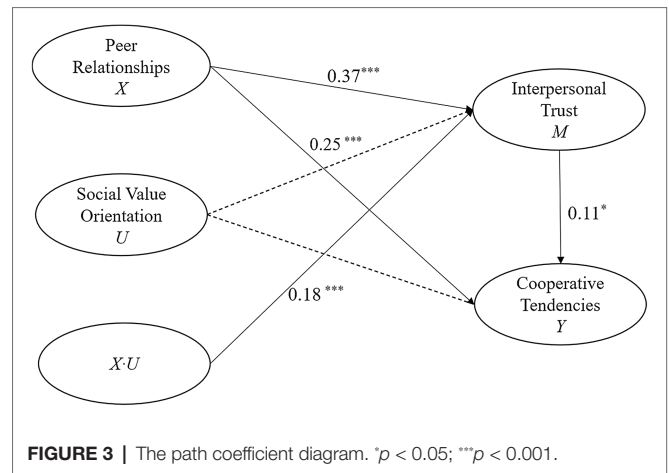 Peer
Relationships
X
0.37***
Interpersonal
Trust
M
0.25 ***
Social Value
Orientation
U
0.11*
Cooperative
Tendencies
Y
0.18 ***
X·U
FIGURE 3 | The path coefficient diagram. *p < 0.05; ***p < 0.001.